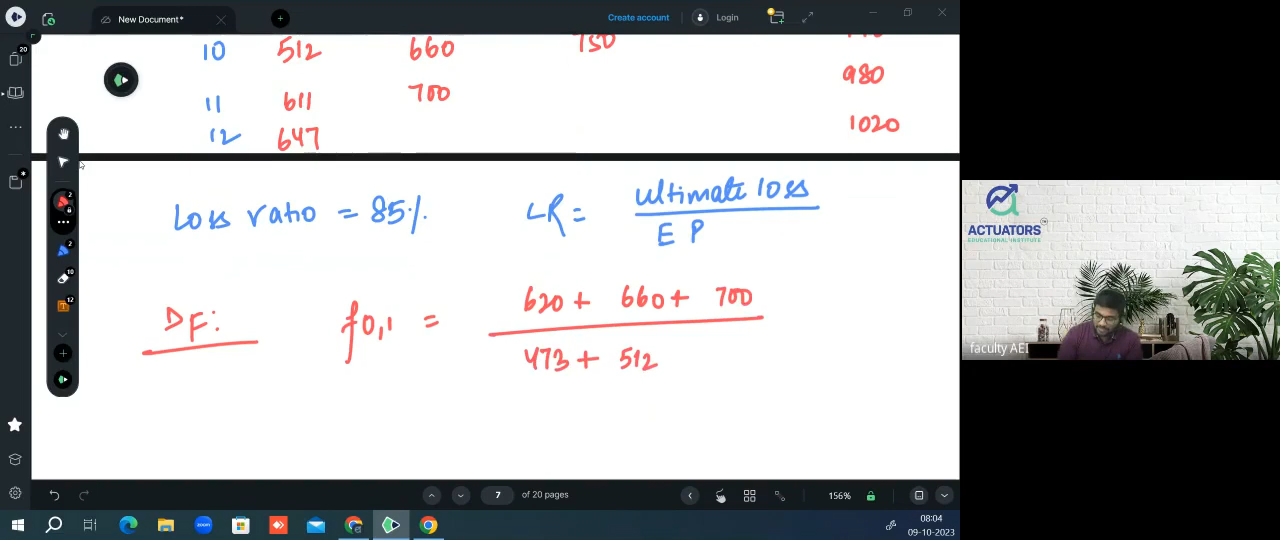 New Document*
Create account
Login
10 512 660 750
980
11 611 700
12 647 1020
Loss ratio = 85% LR = ultimate loss
E P
DF: f0,1 = 620 + 660 + 700
473 + 512
ACTUATORS
EDUCATIONAL INSTITUTE
faculty AEI
7 of 20 pages
156%
08:04
09-10-2023